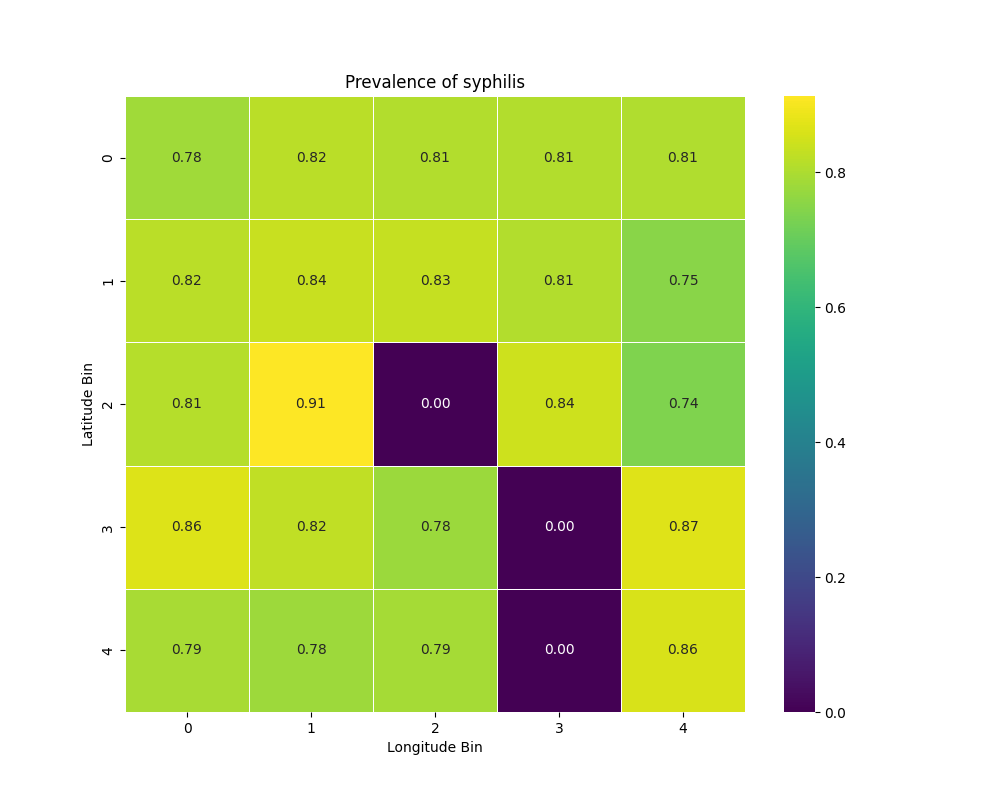 Prevalence of syphilis
0 0.78 0.82 0.81 0.81 0.81
1 0.82 0.84 0.83 0.81 0.75
2 0.81 0.91 0.00 0.84 0.74
3 0.86 0.82 0.78 0.00 0.87
4 0.79 0.78 0.79 0.00 0.86
0 1 2 3 4
Longitude Bin
Latitude Bin
0.8
0.6
0.4
0.2
0.0